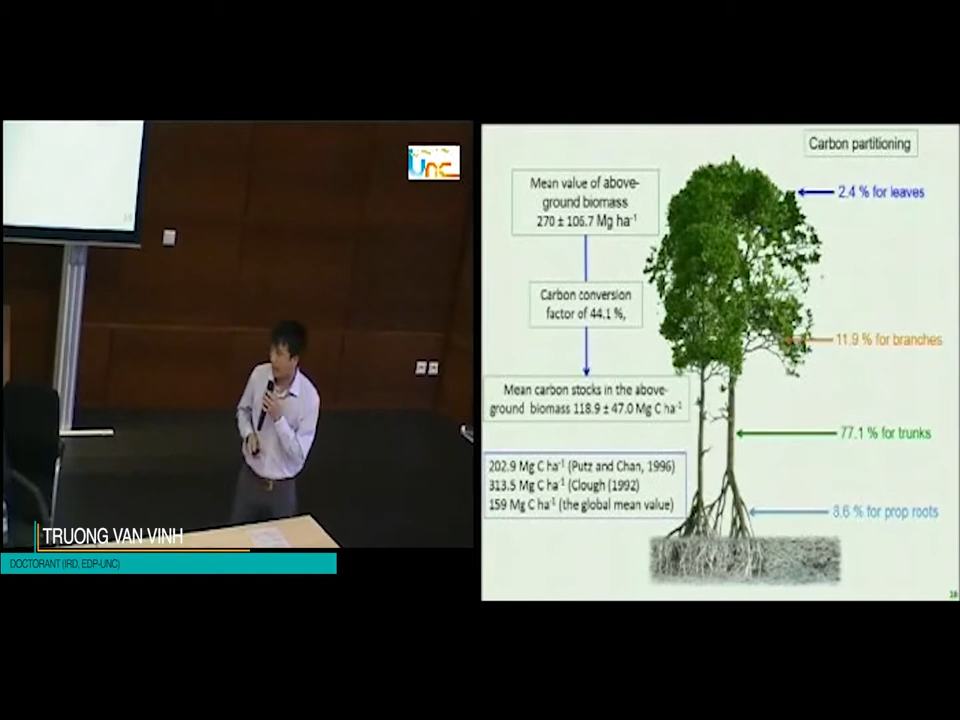 Unc
TRUONG VAN VINH
DOCTORANT (IRD, EDP-UNC)
Carbon partitioning
Mean value of above-
ground biomass
270 ± 106.7 Mg ha⁻¹
2.4 % for leaves
Carbon conversion
factor of 44.1 %,
11.9 % for branches
Mean carbon stocks in the above-
ground biomass 118.9 ± 47.0 Mg C ha⁻¹
77.1 % for trunks
202.9 Mg C ha⁻¹ (Putz and Chan, 1996)
313.5 Mg C ha⁻¹ (Clough (1992)
159 Mg C ha⁻¹ (the global mean value)
8.6 % for prop roots